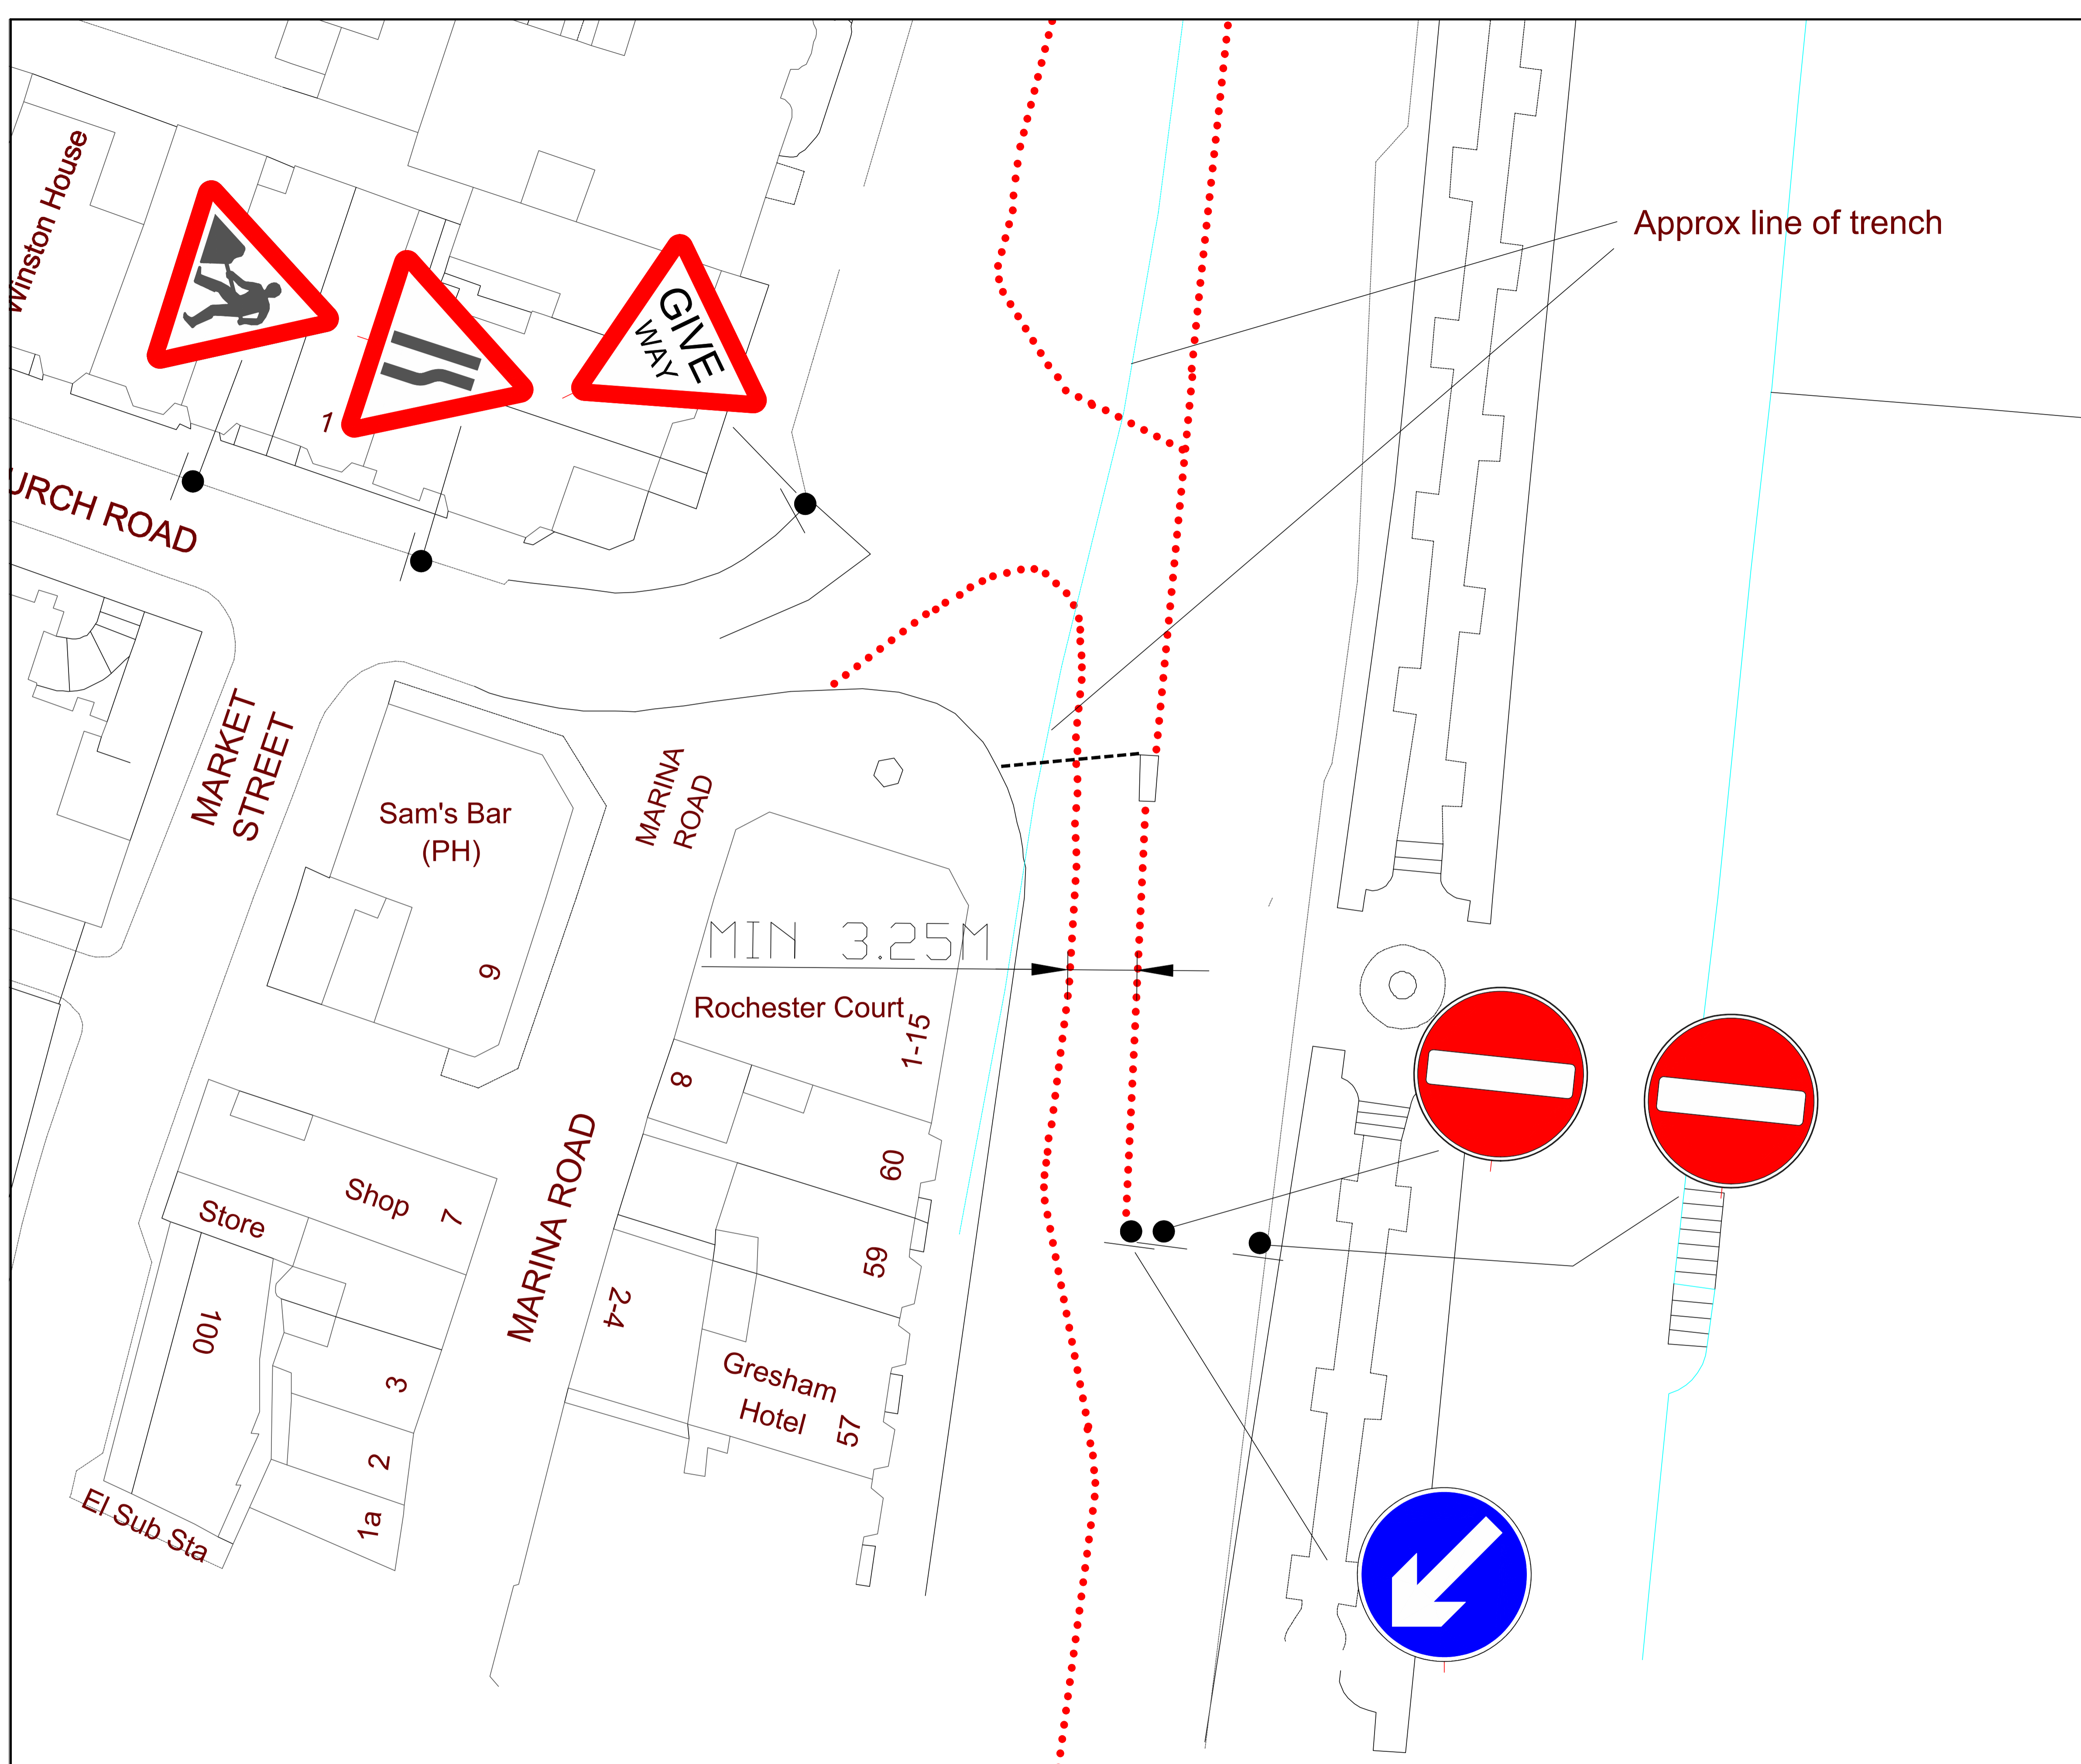 Winston House
Approx line of trench
GIVE
WAY
1
URCH ROAD
MARKET
STREET
Sam's Bar
(PH)
MARINA
ROAD
9
MIN 3.25M
Rochester Court
1-15
8
60
Shop
7
Store
MARINA ROAD
59
2-4
100
Gresham
Hotel
57
3
2
1a
El Sub Sta